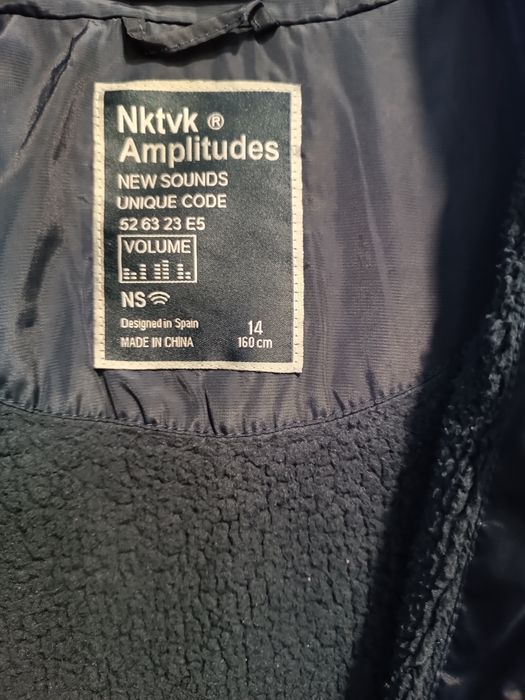 Nktvk ®
Amplitudes
NEW SOUNDS
UNIQUE CODE
52 63 23 E5
VOLUME
NS
Designed in Spain
MADE IN CHINA
14
160 cm